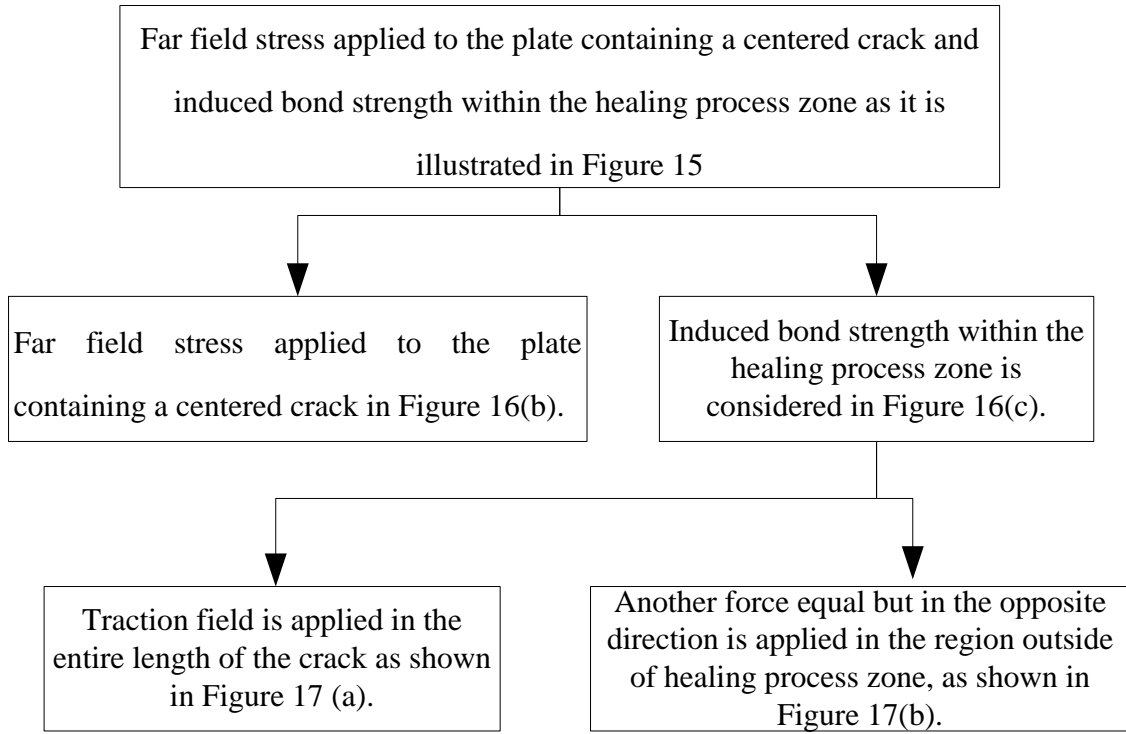 Far field stress applied to the plate containing a centered crack and
induced bond strength within the healing process zone as it is
illustrated in Figure 15
Far field stress applied to the plate
containing a centered crack in Figure 16(b).
Induced bond strength within the
healing process zone is
considered in Figure 16(c).
Traction field is applied in the
entire length of the crack as shown
in Figure 17 (a).
Another force equal but in the opposite
direction is applied in the region outside
of healing process zone, as shown in
Figure 17(b).